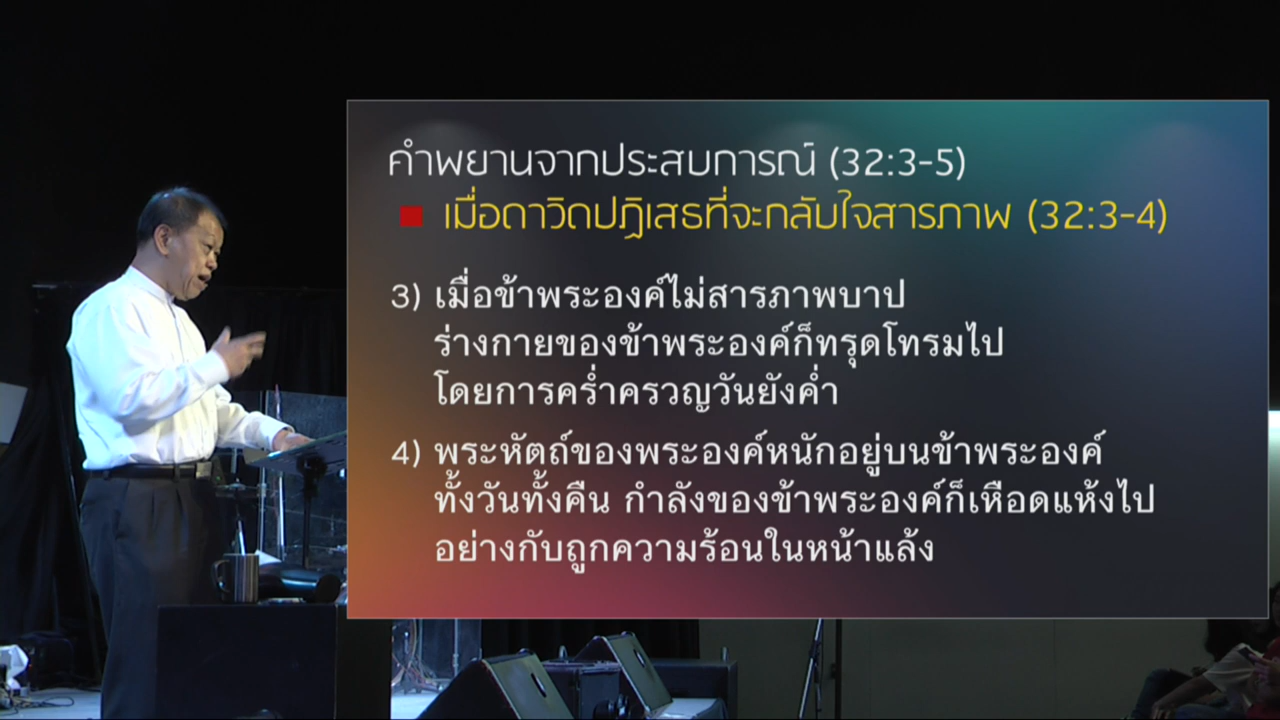 คำพยานจากประสบการณ์ (32:3-5)
เมื่อดาวิดปฏิเสธที่จะกลับใจสารภาพ (32:3-4)
3) เมื่อข้าพระองค์ไม่สารภาพบาป
ร่างกายของข้าพระองค์ก็ทรุดโทรมไป
โดยการคร่ำครวญวันยังค่ำ
4) พระหัตถ์ของพระองค์หนักอยู่บนข้าพระองค์
ทั้งวันทั้งคืน กำลังของข้าพระองค์ก็เหือดแห้งไป
อย่างกับถูกความร้อนในหน้าแล้ง